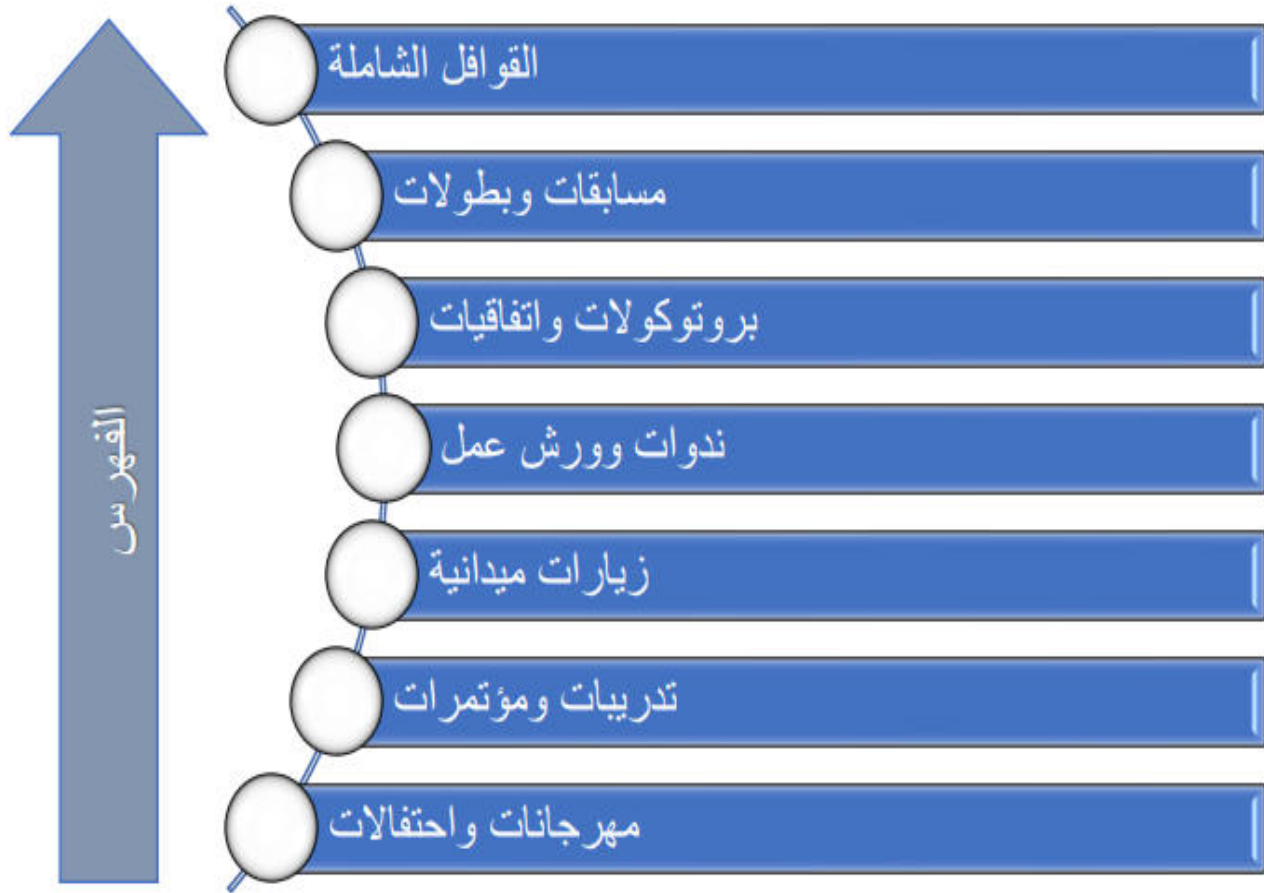 القوافل الشاملة
مسابقات وبطولات
بروتوكولات واتفاقيات
ندوات وورش عمل
زيارات ميدانية
تدريبات ومؤتمرات
مهرجانات واحتفالات
الفهرس